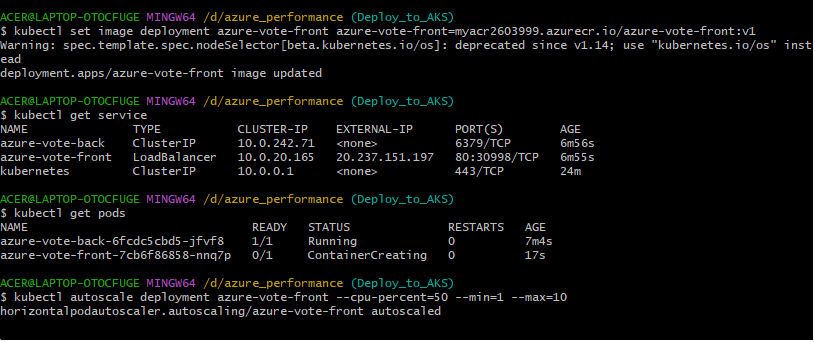 ACER@LAPTOP-OTOCFUGE MINGW64 /d/azure_performance (Deploy_to_AKS)
$ kubectl set image deployment azure-vote-front azure-vote-front=myacr2603999.azurecr.io/azure-vote-front:v1
Warning: spec.template.spec.nodeSelector[beta.kubernetes.io/os]: deprecated since v1.14; use "kubernetes.io/os" inst
ead
deployment.apps/azure-vote-front image updated
ACER@LAPTOP-OTOCFUGE MINGW64 /d/azure_performance (Deploy_to_AKS)
$ kubectl get service
NAME TYPE CLUSTER-IP EXTERNAL-IP PORT(S) AGE
azure-vote-back ClusterIP 10.0.242.71 <none> 6379/TCP 6m56s
azure-vote-front LoadBalancer 10.0.20.165 20.237.151.197 80:30998/TCP 6m55s
kubernetes ClusterIP 10.0.0.1 <none> 443/TCP 24m
ACER@LAPTOP-OTOCFUGE MINGW64 /d/azure_performance (Deploy_to_AKS)
$ kubectl get pods
NAME READY STATUS RESTARTS AGE
azure-vote-back-6fcdc5cbd5-jfvf8 1/1 Running 0 7m4s
azure-vote-front-7cb6f86858-nnq7p 0/1 ContainerCreating 0 17s
ACER@LAPTOP-OTOCFUGE MINGW64 /d/azure_performance (Deploy_to_AKS)
$ kubectl autoscale deployment azure-vote-front --cpu-percent=50 --min=1 --max=10
horizontalpodautoscaler.autoscaling/azure-vote-front autoscaled